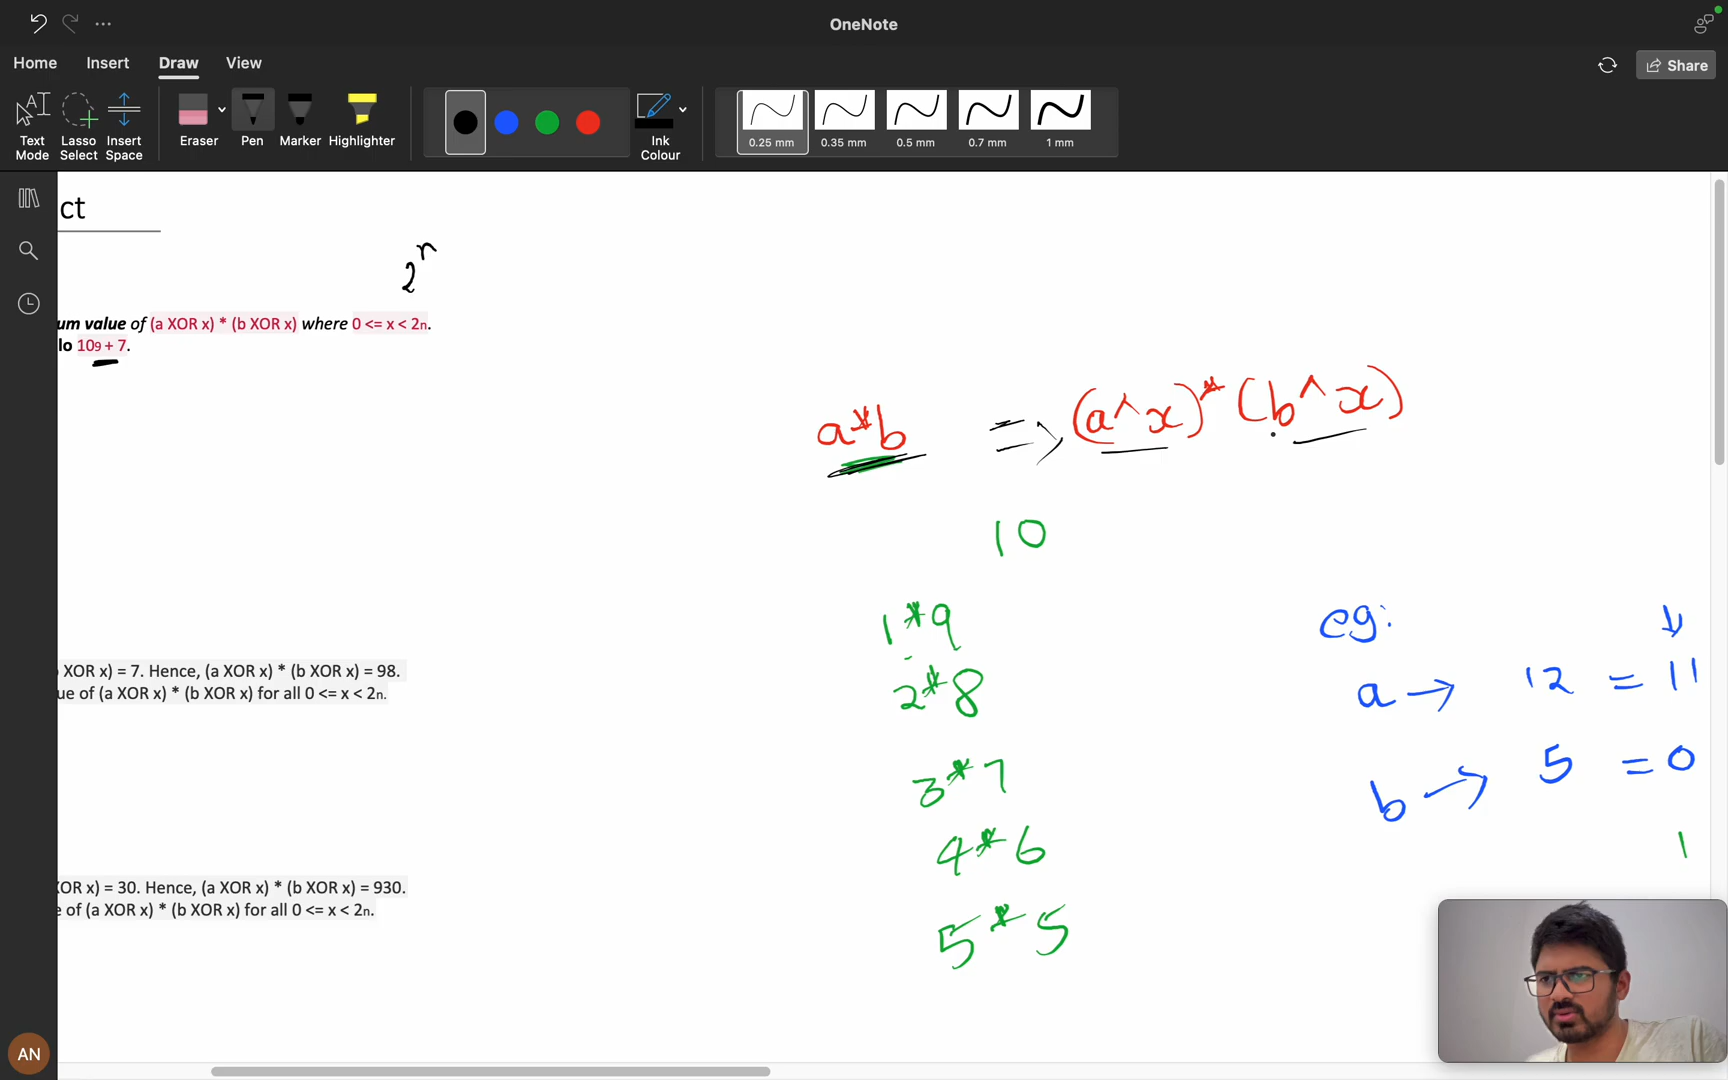 OneNote
Home Insert Draw View
Share
Text Mode
Lasso Select
Insert Space
Eraser
Pen
Marker
Highlighter
Ink Colour
0.25 mm
0.35 mm
0.5 mm
0.7 mm
1 mm
ct
2^n
um value of (a XOR x) * (b XOR x) where 0 <= x < 2n.
lo 109 + 7.
a*b => (a^x)*(b^x)
10
1*9
2*8
3*7
4*6
5*5
eg:
a → 12 = 11
b → 5 = 0
1
XOR x) = 7. Hence, (a XOR x) * (b XOR x) = 98.
ue of (a XOR x) * (b XOR x) for all 0 <= x < 2n.
XOR x) = 30. Hence, (a XOR x) * (b XOR x) = 930.
e of (a XOR x) * (b XOR x) for all 0 <= x < 2n.
AN